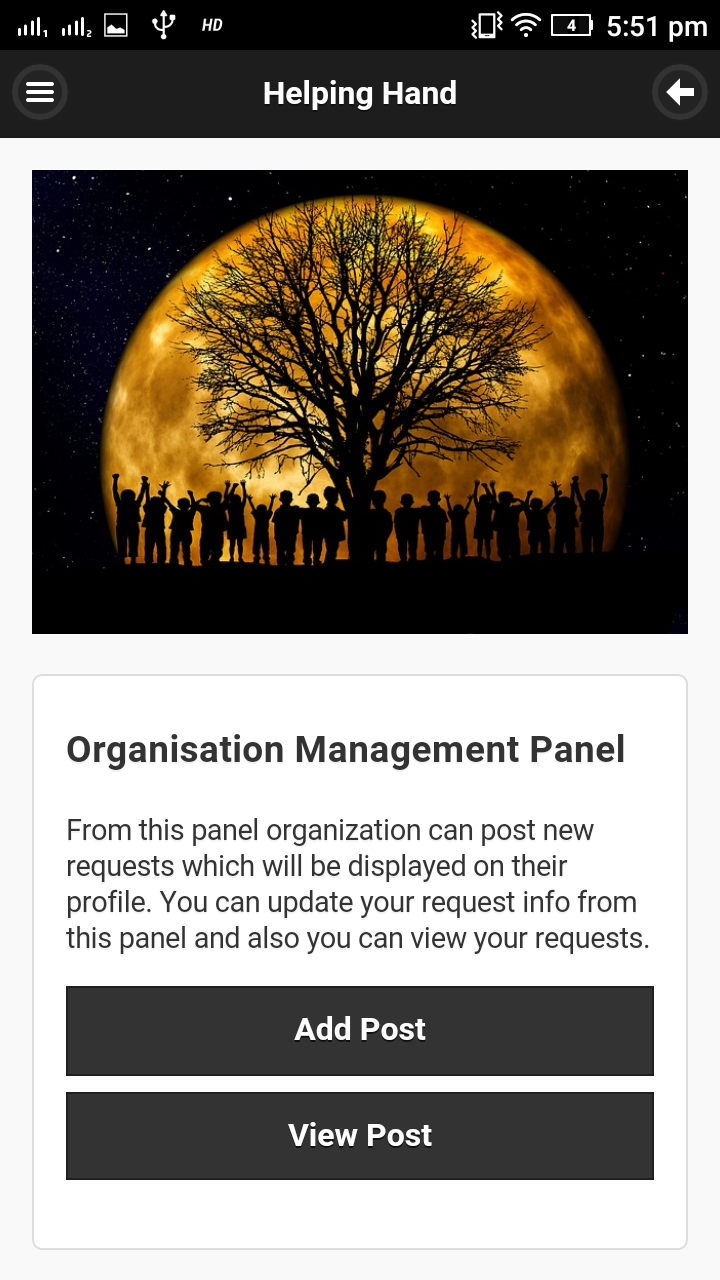 1 2 HD 4 5:51 pm
Helping Hand
Organisation Management Panel
From this panel organization can post new
requests which will be displayed on their
profile. You can update your request info from
this panel and also you can view your requests.
Add Post
View Post